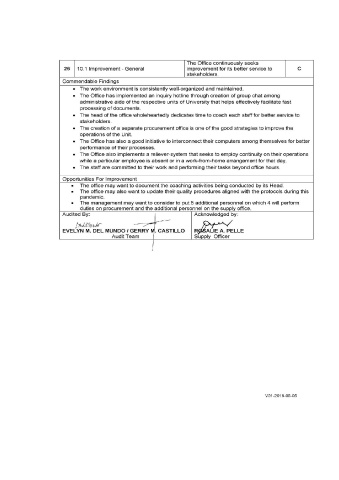 The Office continuously seeks
26 10.1 Improvement - General improvement for its better service to C
stakeholders
Commendable Findings
• The work environment is consistently well-organized and maintained.
• The Office has implemented an inquiry hotline through creation of group chat among
administrative aide of the respective units of University that helps effectively facilitate fast
processing of documents.
• The head of the office wholeheartedly dedicates time to coach each staff for better service to
stakeholders.
• The creation of a separate procurement office is one of the good strategies to improve the
operations of the Unit.
• The Office has also a good initiative to interconnect their computers among themselves for better
performance of their processes.
• The Office also implements a reliever-system that seeks to employ continuity on their operations
while a particular employee is absent or in a work-from-home arrangement for that day.
• The staff are committed to their work and performing their tasks beyond office hours.
Opportunities For Improvement
• The office may want to document the coaching activities being conducted by its Head.
• The office may also want to update their quality procedures aligned with the protocols during this
pandemic.
• The management may want to consider to put 5 additional personnel on which 4 will perform
duties on procurement and the additional personnel on the supply office.
Audited By: Acknowledged by:
EVELYN M. DEL MUNDO / GERRY M. CASTILLO ROSALIE A. PELLE
Audit Team Supply Officer